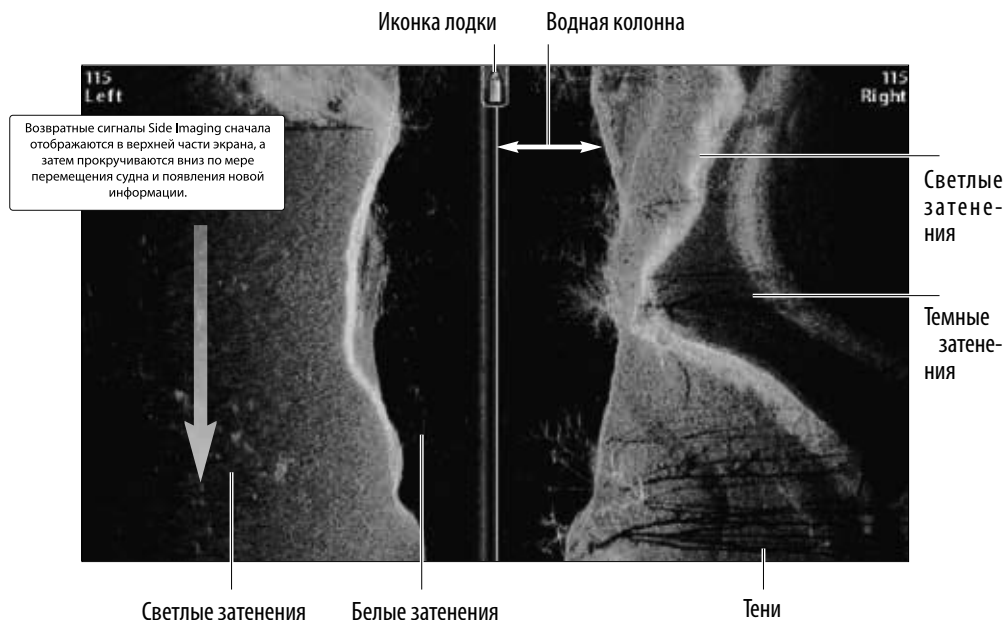 Иконка лодки
Водная колонна
115
Left
115
Right
Возвратные сигналы Side Imaging сначала
отображаются в верхней части экрана, а
затем прокручиваются вниз по мере
перемещения судна и появления новой
информации.
Светлые
затене-
ния
Темные
затене-
ния
Светлые затенения
Белые затенения
Тени